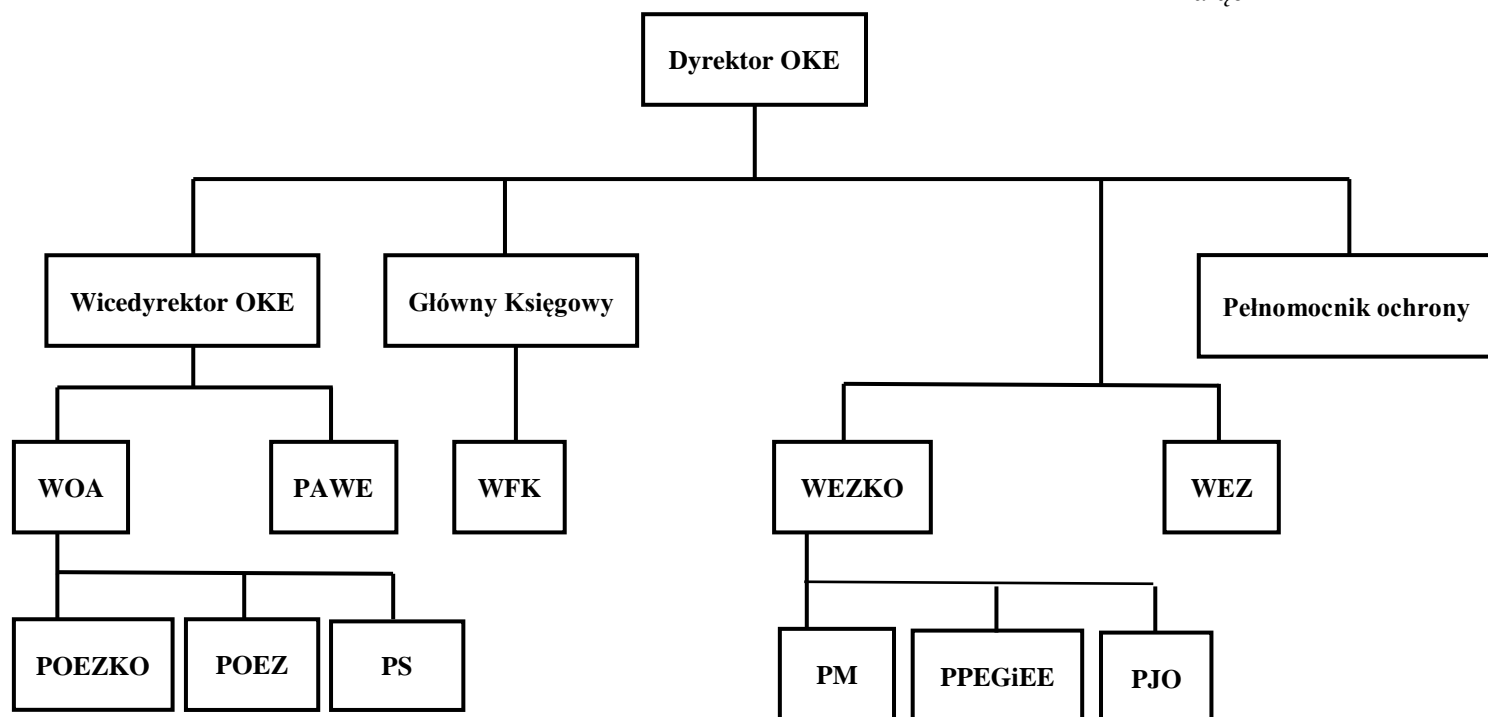 Dyrektor OKE
Wicedyrektor OKE
Główny Księgowy
Pełnomocnik ochrony
WOA
PAWE
WFK
WEZKO
WEZ
POEZKO
POEZ
PS
PM
PPEGiEE
PJO